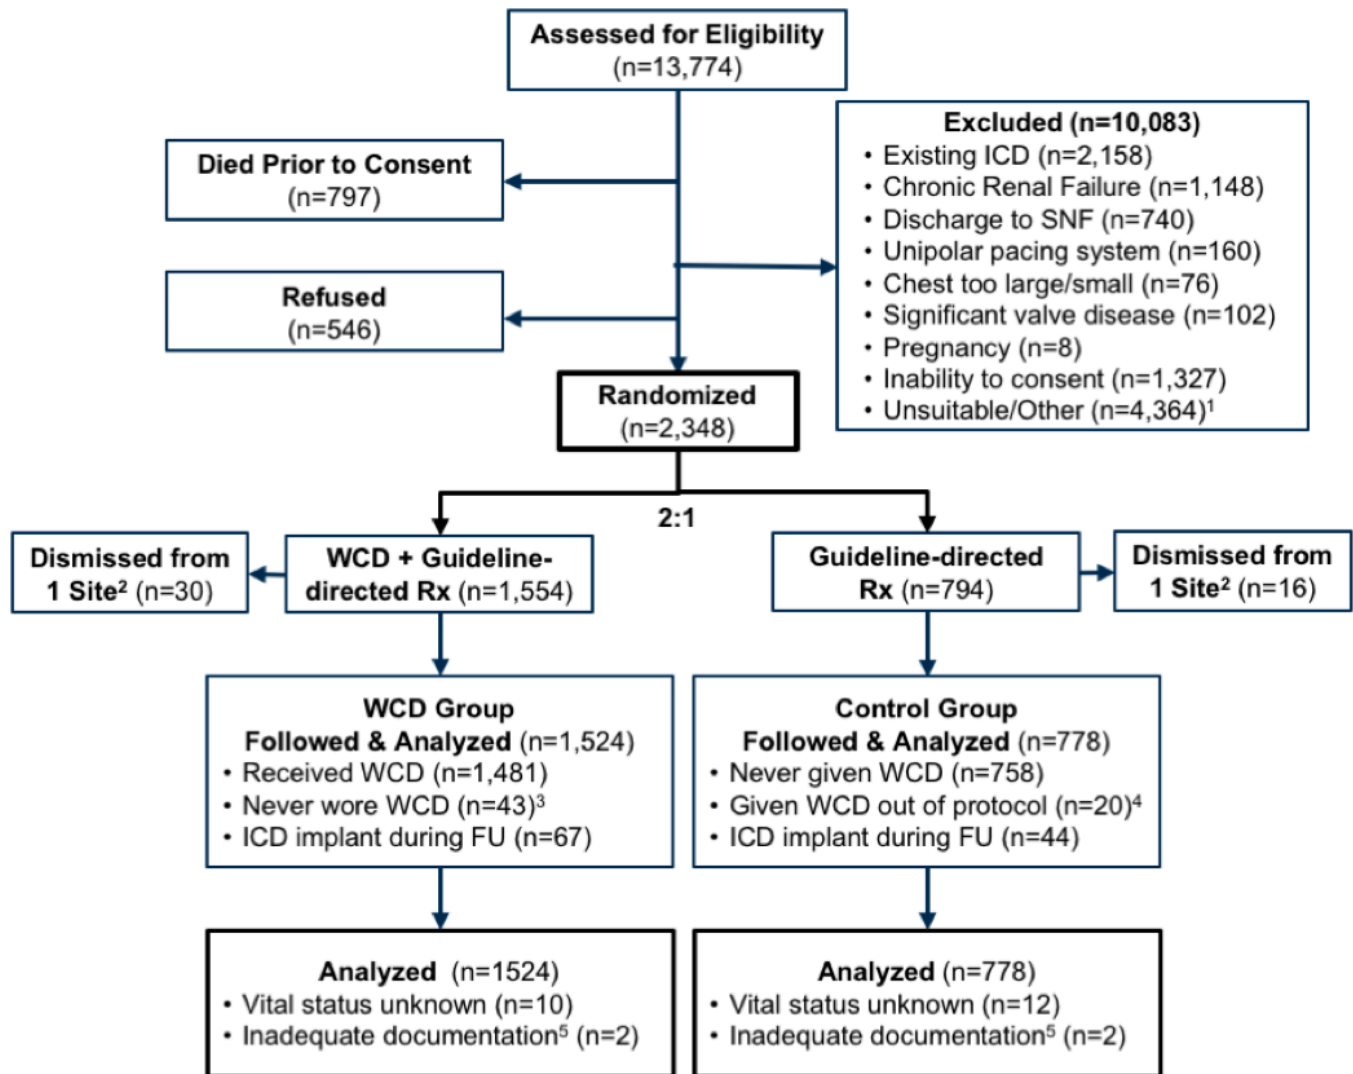 Assessed for Eligibility
(n=13,774)
Died Prior to Consent
(n=797)
Excluded (n=10,083)
• Existing ICD (n=2,158)
• Chronic Renal Failure (n=1,148)
• Discharge to SNF (n=740)
• Unipolar pacing system (n=160)
• Chest too large/small (n=76)
• Significant valve disease (n=102)
• Pregnancy (n=8)
• Inability to consent (n=1,327)
• Unsuitable/Other (n=4,364)¹
Refused
(n=546)
Randomized
(n=2,348)
2:1
Dismissed from
1 Site² (n=30)
WCD + Guideline-
directed Rx (n=1,554)
Guideline-directed
Rx (n=794)
Dismissed from
1 Site² (n=16)
WCD Group
Followed & Analyzed (n=1,524)
• Received WCD (n=1,481)
• Never wore WCD (n=43)³
• ICD implant during FU (n=67)
Control Group
Followed & Analyzed (n=778)
• Never given WCD (n=758)
• Given WCD out of protocol (n=20)⁴
• ICD implant during FU (n=44)
Analyzed (n=1524)
• Vital status unknown (n=10)
• Inadequate documentation⁵ (n=2)
Analyzed (n=778)
• Vital status unknown (n=12)
• Inadequate documentation⁵ (n=2)